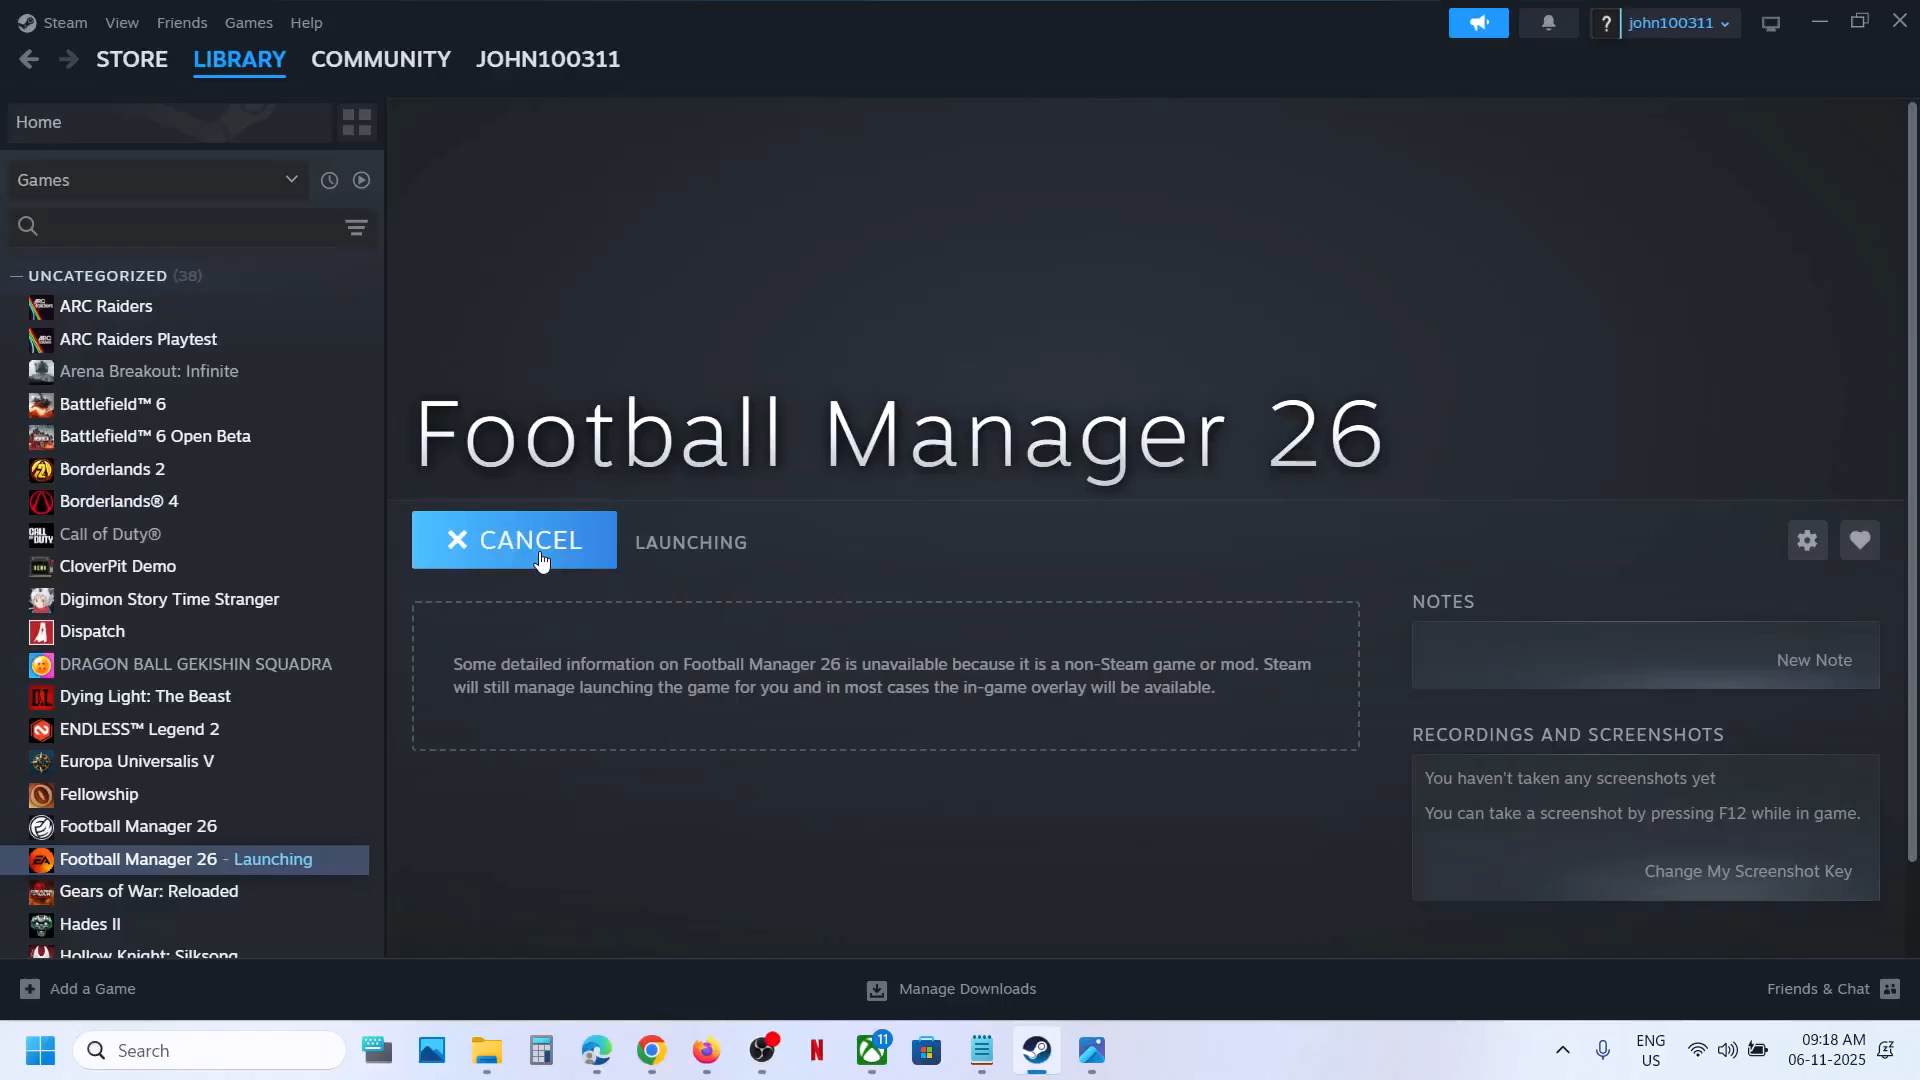 Steam View Friends Games Help
? john100311
STORE LIBRARY COMMUNITY JOHN100311
Home
Games
UNCATEGORIZED (38)
ARC Raiders
ARC Raiders Playtest
Arena Breakout: Infinite
Battlefield™ 6
Battlefield™ 6 Open Beta
Borderlands 2
Borderlands® 4
Call of Duty®
CloverPit Demo
Digimon Story Time Stranger
Dispatch
DRAGON BALL GEKISHIN SQUADRA
Dying Light: The Beast
ENDLESS™ Legend 2
Europa Universalis V
Fellowship
Football Manager 26
Football Manager 26 - Launching
Gears of War: Reloaded
Hades II
Hollow Knight: Silksong
Football Manager 26
CANCEL LAUNCHING
Some detailed information on Football Manager 26 is unavailable because it is a non-Steam game or mod. Steam
will still manage launching the game for you and in most cases the in-game overlay will be available.
NOTES
New Note
RECORDINGS AND SCREENSHOTS
You haven't taken any screenshots yet
You can take a screenshot by pressing F12 while in game.
Change My Screenshot Key
Add a Game
Manage Downloads
Friends & Chat
Search
11
ENG
US
09:18 AM
06-11-2025